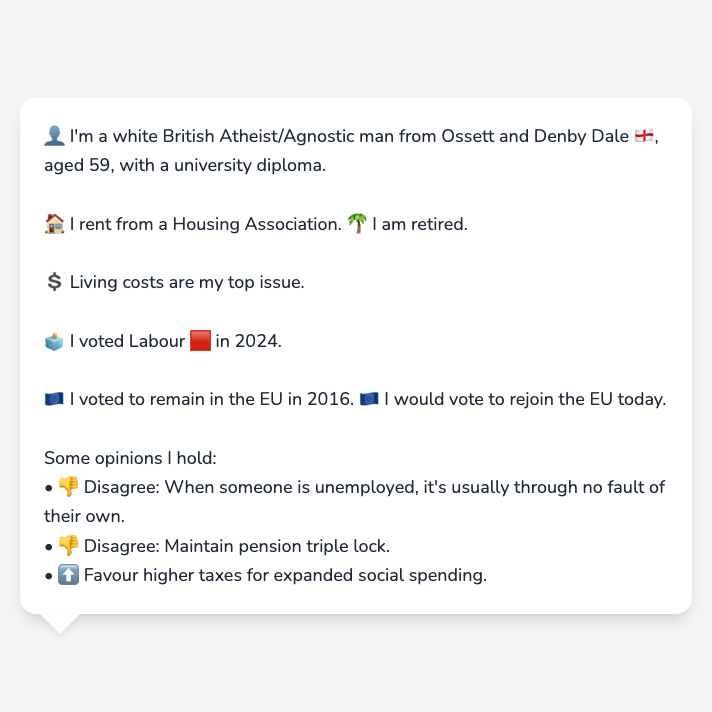 👤 I'm a white British Atheist/Agnostic man from Ossett and Denby Dale 🏴󠁧󠁢󠁥󠁮󠁧󠁿,
aged 59, with a university diploma.
🏠 I rent from a Housing Association. 🌴 I am retired.
💲 Living costs are my top issue.
🗳️ I voted Labour 🟥 in 2024.
🇪🇺 I voted to remain in the EU in 2016. 🇪🇺 I would vote to rejoin the EU today.
Some opinions I hold:
• 👎 Disagree: When someone is unemployed, it's usually through no fault of
their own.
• 👎 Disagree: Maintain pension triple lock.
• ⬆️ Favour higher taxes for expanded social spending.